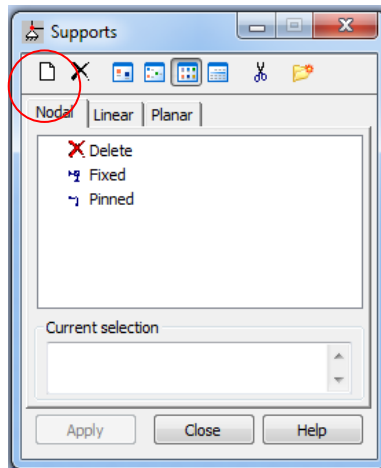 Supports
Nodal Linear Planar
Delete
Fixed
Pinned
Current selection
Apply Close Help